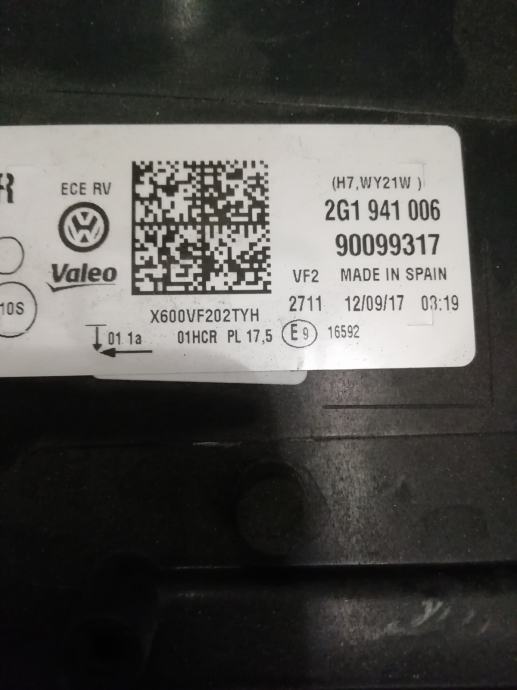 R
ECE RV
(H7,WY21W )
2G1 941 006
90099317
Valeo
VF2 MADE IN SPAIN
10S
X600VF202TYH
2711 12/09/17 03:19
01 1a
01HCR PL 17,5
E9
16592